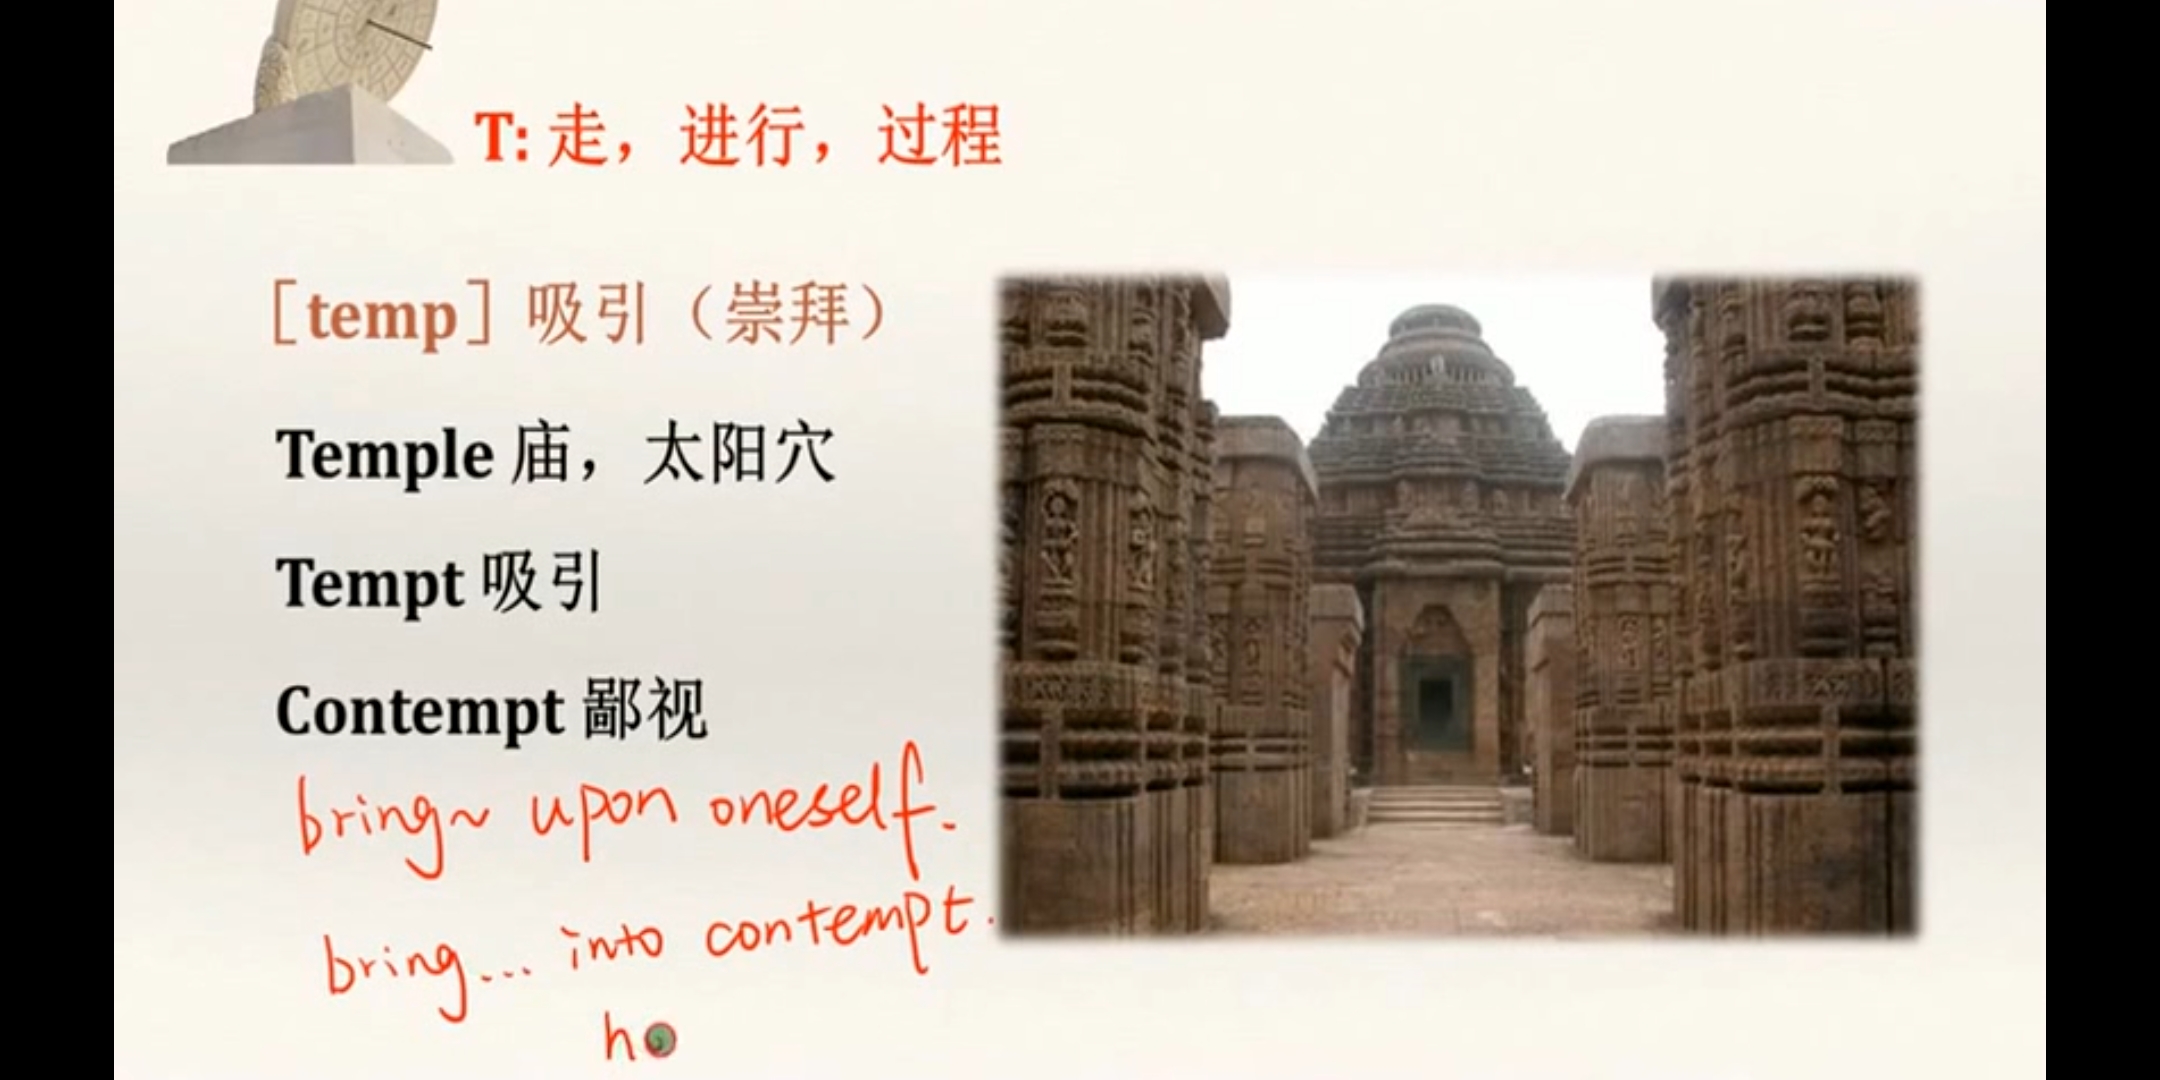 T: 走，进行，过程
［temp］吸引（崇拜）
Temple 庙，太阳穴
Tempt 吸引
Contempt 鄙视
bring~ upon oneself.
bring... into contempt.
h